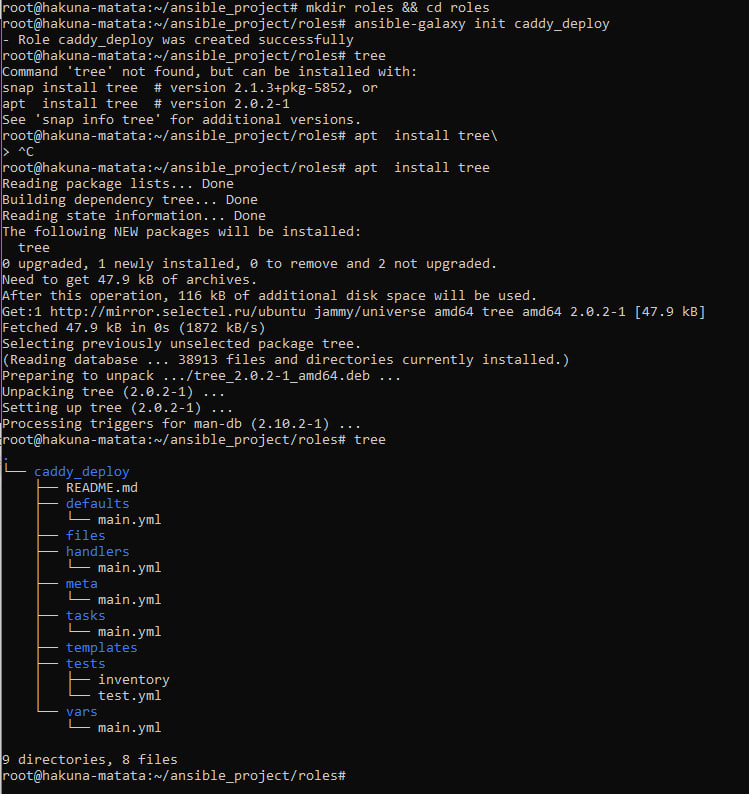 root@hakuna-matata:~/ansible_project# mkdir roles && cd roles
root@hakuna-matata:~/ansible_project/roles# ansible-galaxy init caddy_deploy
- Role caddy_deploy was created successfully
root@hakuna-matata:~/ansible_project/roles# tree
Command 'tree' not found, but can be installed with:
snap install tree  # version 2.1.3+pkg-5852, or
apt  install tree  # version 2.0.2-1
See 'snap info tree' for additional versions.
root@hakuna-matata:~/ansible_project/roles# apt  install tree\
> ^C
root@hakuna-matata:~/ansible_project/roles# apt  install tree
Reading package lists... Done
Building dependency tree... Done
Reading state information... Done
The following NEW packages will be installed:
  tree
0 upgraded, 1 newly installed, 0 to remove and 2 not upgraded.
Need to get 47.9 kB of archives.
After this operation, 116 kB of additional disk space will be used.
Get:1 http://mirror.selectel.ru/ubuntu jammy/universe amd64 tree amd64 2.0.2-1 [47.9 kB]
Fetched 47.9 kB in 0s (1872 kB/s)
Selecting previously unselected package tree.
(Reading database ... 38913 files and directories currently installed.)
Preparing to unpack .../tree_2.0.2-1_amd64.deb ...
Unpacking tree (2.0.2-1) ...
Setting up tree (2.0.2-1) ...
Processing triggers for man-db (2.10.2-1) ...
root@hakuna-matata:~/ansible_project/roles# tree
.
└── caddy_deploy
    ├── README.md
    ├── defaults
    │   └── main.yml
    ├── files
    ├── handlers
    │   └── main.yml
    ├── meta
    │   └── main.yml
    ├── tasks
    │   └── main.yml
    ├── templates
    ├── tests
    │   ├── inventory
    │   └── test.yml
    └── vars
        └── main.yml

9 directories, 8 files
root@hakuna-matata:~/ansible_project/roles#